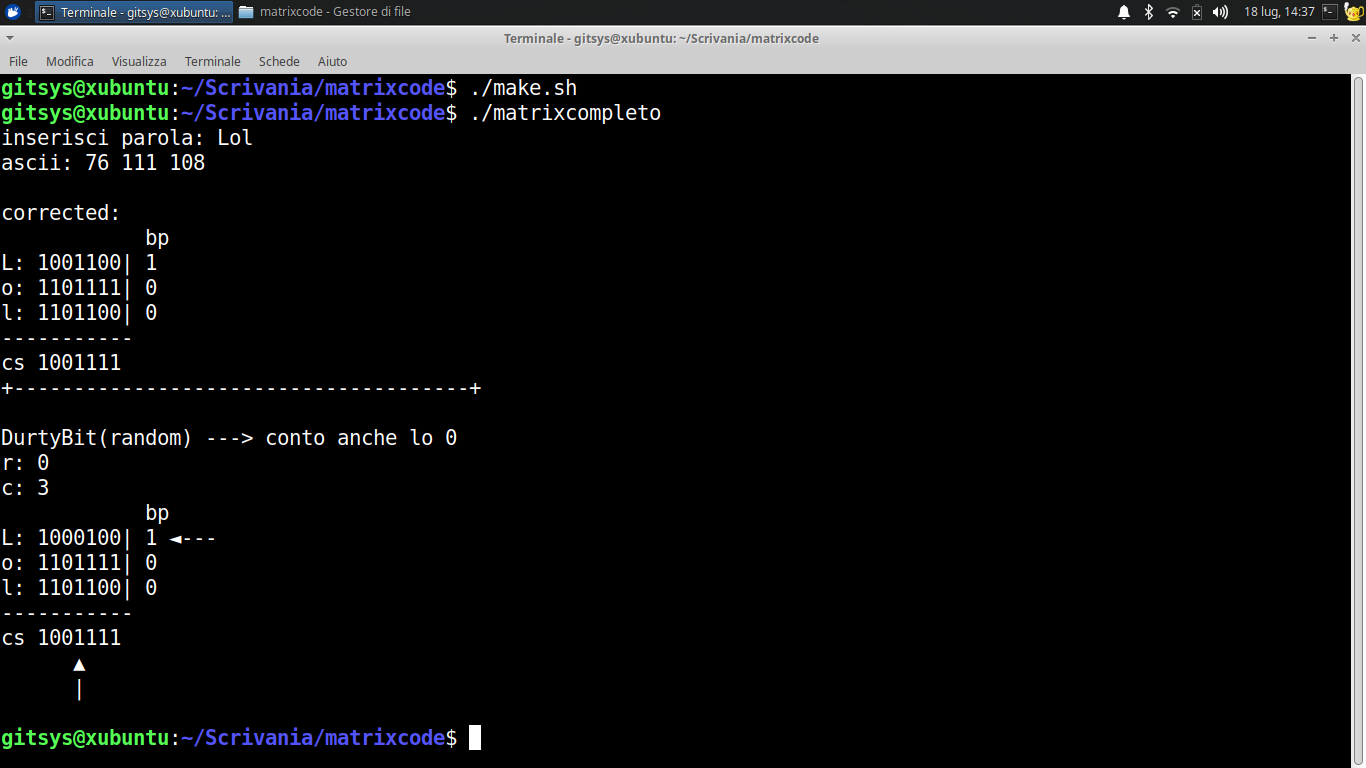 Terminale - gitsys@xubuntu: ... matrixcode - Gestore di file 18 lug, 14:37
Terminale - gitsys@xubuntu: ~/Scrivania/matrixcode
File Modifica Visualizza Terminale Schede Aiuto
gitsys@xubuntu:~/Scrivania/matrixcode$ ./make.sh
gitsys@xubuntu:~/Scrivania/matrixcode$ ./matrixcompleto
inserisci parola: Lol
ascii: 76 111 108

corrected:
            bp
L: 1001100| 1
o: 1101111| 0
l: 1101100| 0
-----------
cs 1001111
+--------------------------------------+

DurtyBit(random) ---> conto anche lo 0
r: 0
c: 3
            bp
L: 1000100| 1 ◄---
o: 1101111| 0
l: 1101100| 0
-----------
cs 1001111
      ▲
      |

gitsys@xubuntu:~/Scrivania/matrixcode$